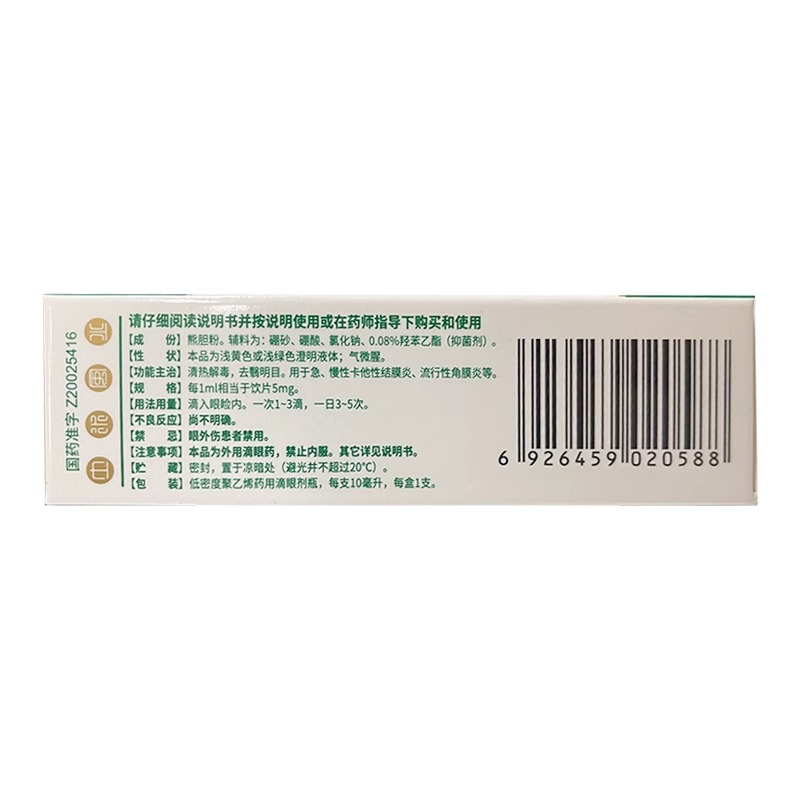 国药准字 Z20025416
请仔细阅读说明书并按说明使用或在药师指导下购买和使用
【成 份】熊胆粉。辅料为：硼砂、硼酸、氯化钠、0.08%羟苯乙酯（抑菌剂）。
【性 状】本品为浅黄色或浅绿色澄明液体；气微腥。
【功能主治】清热解毒，去翳明目。用于急、慢性卡他性结膜炎、流行性角膜炎等。
【规 格】每1ml相当于饮片5mg。
【用法用量】滴入眼睑内。一次1~3滴，一日3~5次。
【不良反应】尚不明确。
【禁 忌】眼外伤患者禁用。
【注意事项】本品为外用滴眼药，禁止内服。其它详见说明书。
【贮 藏】密封，置于凉暗处（避光并不超过20℃）。
【包 装】低密度聚乙烯药用滴眼剂瓶，每支10毫升，每盒1支。
6 926459 020588